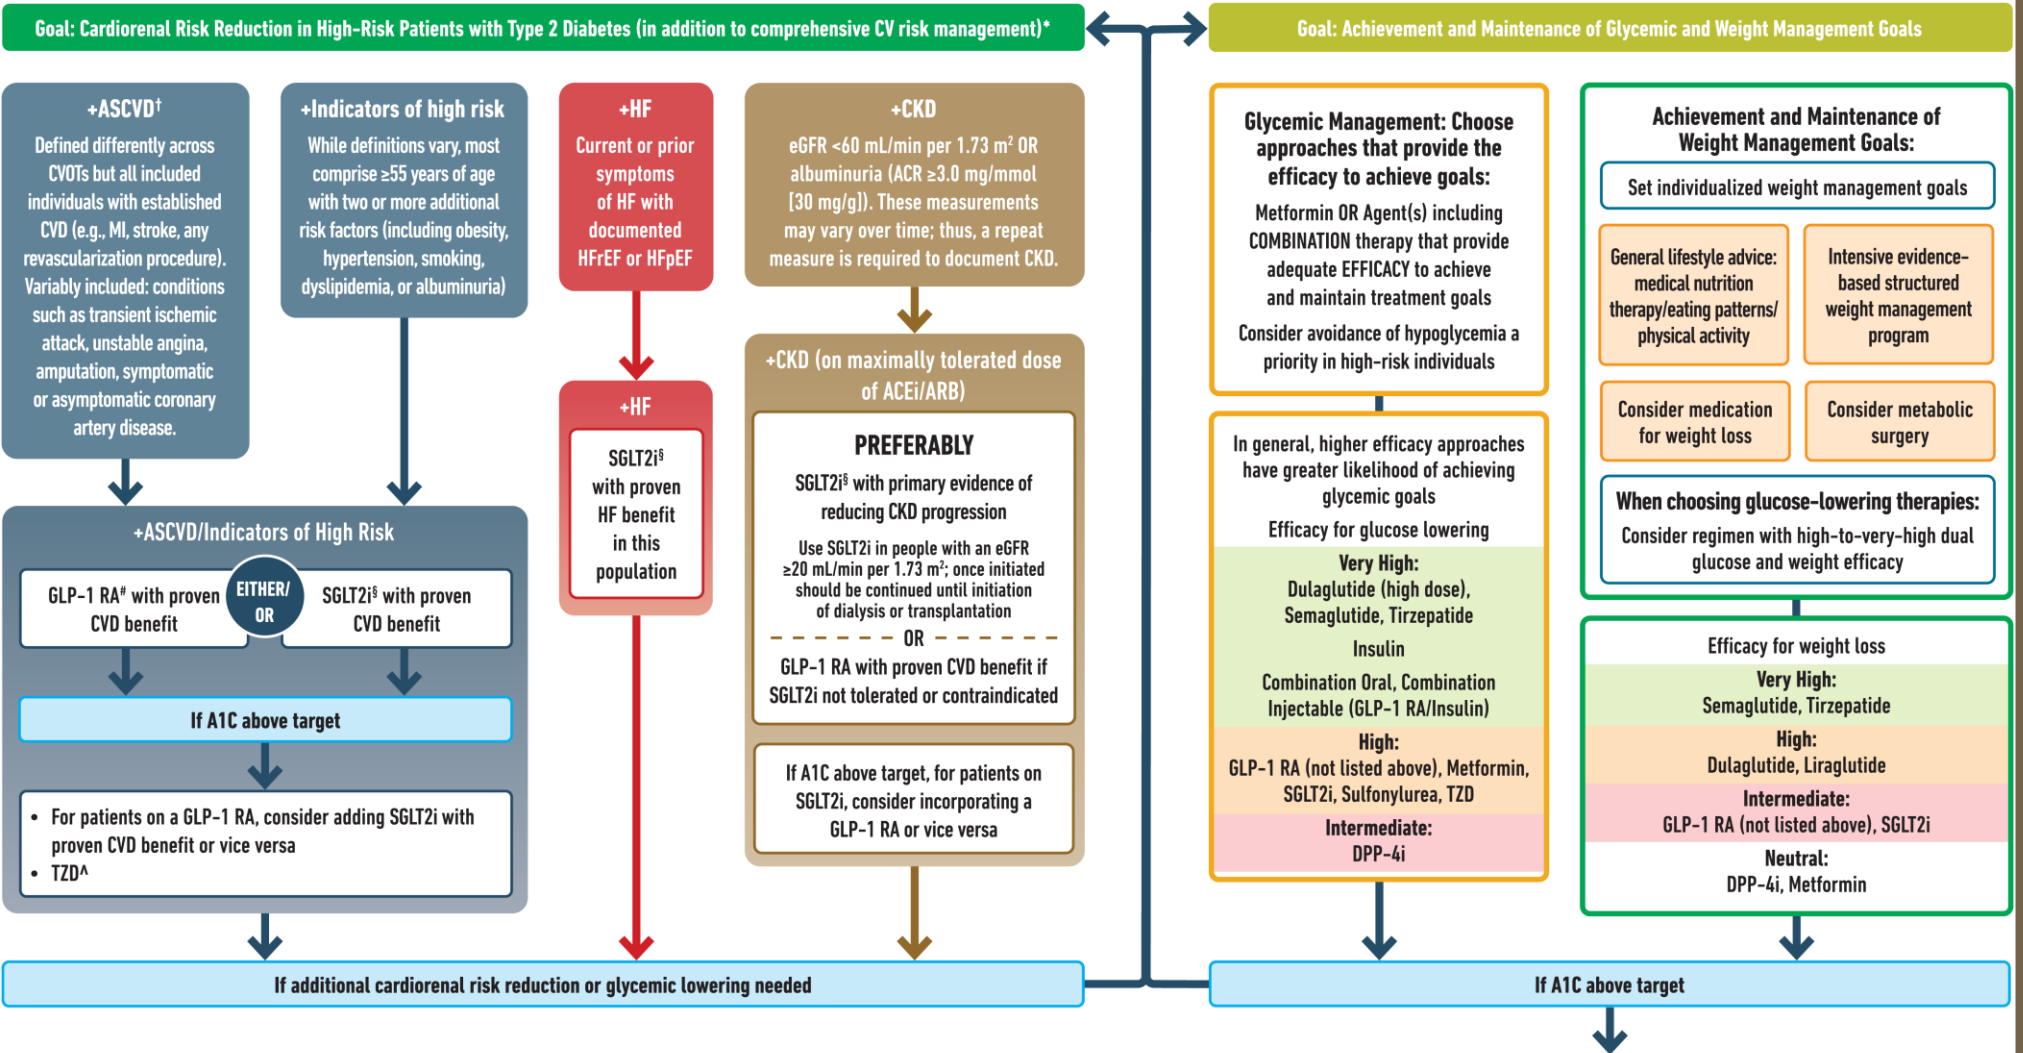 Goal: Cardiorenal Risk Reduction in High-Risk Patients with Type 2 Diabetes (in addition to comprehensive CV risk management)*
+ASCVD†
Defined differently across
CVOTs but all included
individuals with established
CVD (e.g., MI, stroke, any
revascularization procedure).
Variably included: conditions
such as transient ischemic
attack, unstable angina,
amputation, symptomatic
or asymptomatic coronary
artery disease.
+Indicators of high risk
While definitions vary, most
comprise ≥55 years of age
with two or more additional
risk factors (including obesity,
hypertension, smoking,
dyslipidemia, or albuminuria)
+ASCVD/Indicators of High Risk
GLP-1 RA# with proven
CVD benefit
EITHER/
OR
SGLT2i§ with proven
CVD benefit
If A1C above target
• For patients on a GLP-1 RA, consider adding SGLT2i with
proven CVD benefit or vice versa
• TZD^
+HF
Current or prior
symptoms
of HF with
documented
HFrEF or HFpEF
+HF
SGLT2i§
with proven
HF benefit
in this
population
+CKD
eGFR <60 mL/min per 1.73 m² OR
albuminuria (ACR ≥3.0 mg/mmol
[30 mg/g]). These measurements
may vary over time; thus, a repeat
measure is required to document CKD.
+CKD (on maximally tolerated dose
of ACEi/ARB)
PREFERABLY
SGLT2i§ with primary evidence of
reducing CKD progression
Use SGLT2i in people with an eGFR
≥20 mL/min per 1.73 m²; once initiated
should be continued until initiation
of dialysis or transplantation
OR
GLP-1 RA with proven CVD benefit if
SGLT2i not tolerated or contraindicated
If A1C above target, for patients on
SGLT2i, consider incorporating a
GLP-1 RA or vice versa
If additional cardiorenal risk reduction or glycemic lowering needed
Goal: Achievement and Maintenance of Glycemic and Weight Management Goals
Glycemic Management: Choose
approaches that provide the
efficacy to achieve goals:
Metformin OR Agent(s) including
COMBINATION therapy that provide
adequate EFFICACY to achieve
and maintain treatment goals
Consider avoidance of hypoglycemia a
priority in high-risk individuals
In general, higher efficacy approaches
have greater likelihood of achieving
glycemic goals
Efficacy for glucose lowering
Very High:
Dulaglutide (high dose),
Semaglutide, Tirzepatide
Insulin
Combination Oral, Combination
Injectable (GLP-1 RA/Insulin)
High:
GLP-1 RA (not listed above), Metformin,
SGLT2i, Sulfonylurea, TZD
Intermediate:
DPP-4i
Achievement and Maintenance of
Weight Management Goals:
Set individualized weight management goals
General lifestyle advice:
medical nutrition
therapy/eating patterns/
physical activity
Intensive evidence-
based structured
weight management
program
Consider medication
for weight loss
Consider metabolic
surgery
When choosing glucose-lowering therapies:
Consider regimen with high-to-very-high dual
glucose and weight efficacy
Efficacy for weight loss
Very High:
Semaglutide, Tirzepatide
High:
Dulaglutide, Liraglutide
Intermediate:
GLP-1 RA (not listed above), SGLT2i
Neutral:
DPP-4i, Metformin
If A1C above target